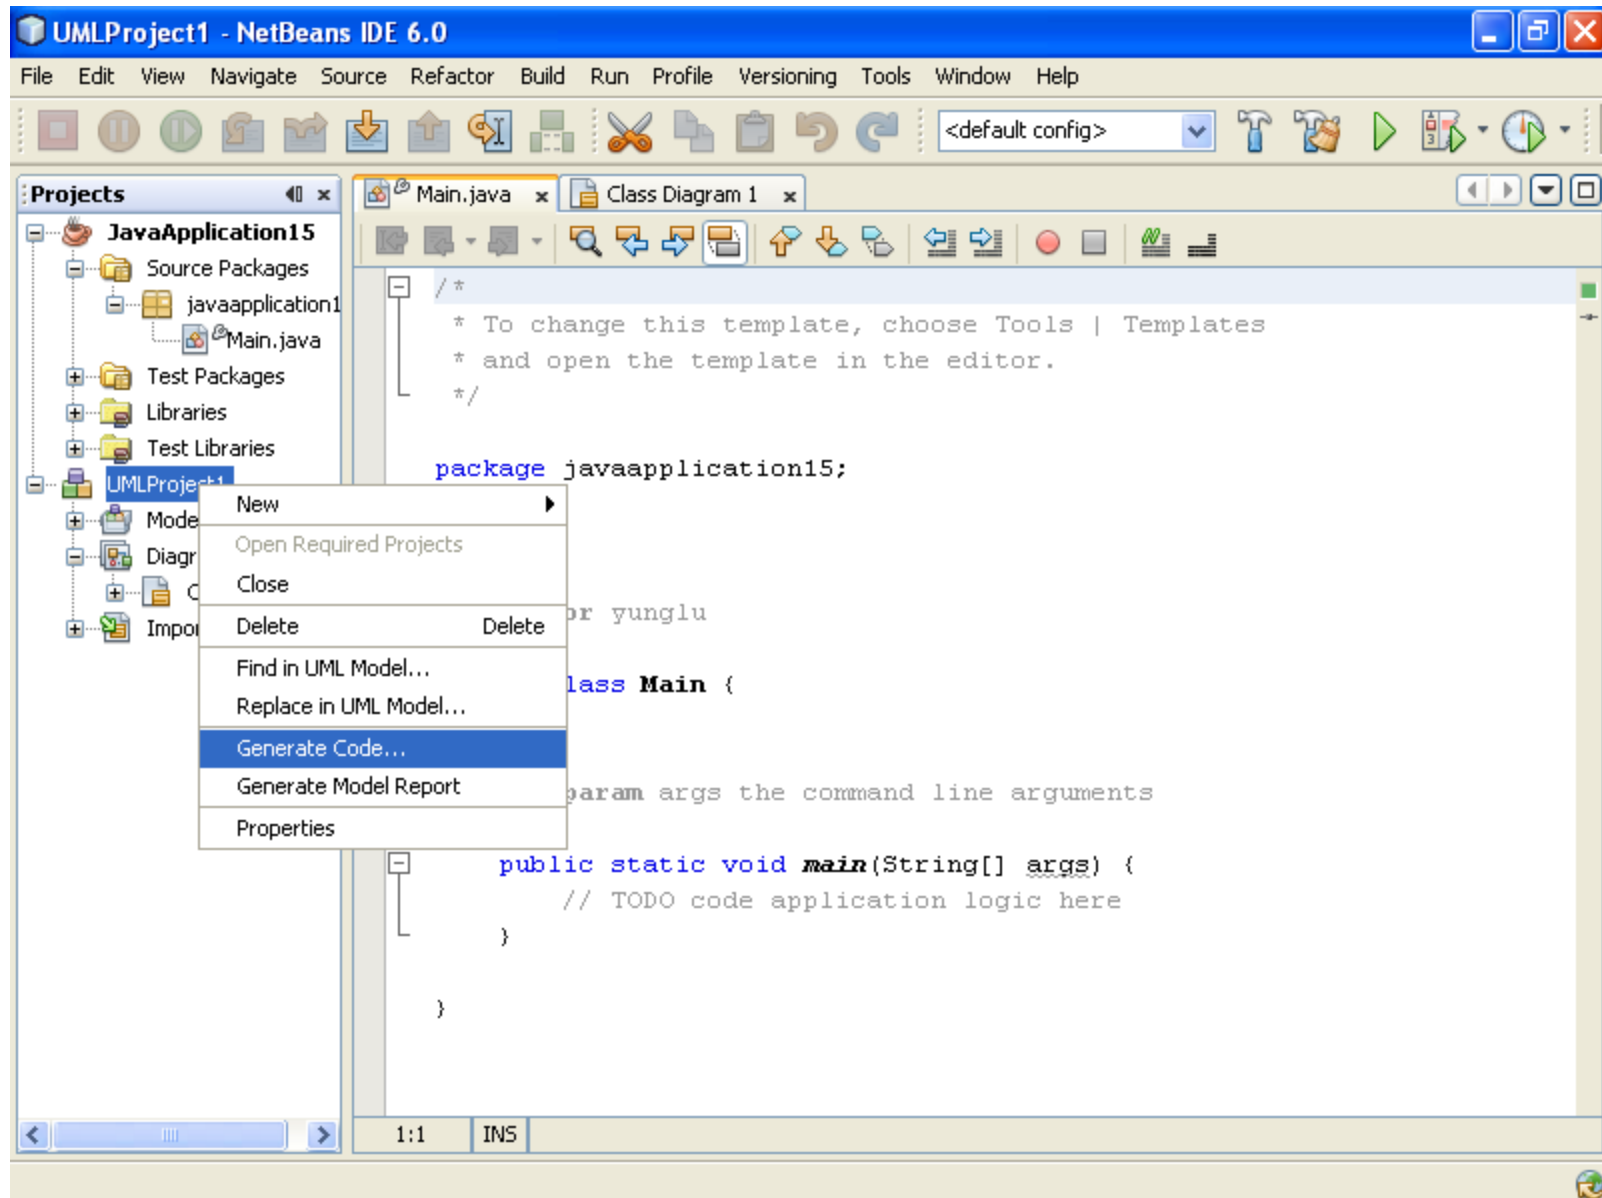 UMLProject1 - NetBeans IDE 6.0
File Edit View Navigate Source Refactor Build Run Profile Versioning Tools Window Help
<default config>
Projects
Main.java
Class Diagram 1
JavaApplication15
Source Packages
javaapplication1
Main.java
Test Packages
Libraries
Test Libraries
UMLProject1
Mode
Diagr
C
Impor
New
Open Required Projects
Close
Delete Delete
Find in UML Model...
Replace in UML Model...
Generate Code...
Generate Model Report
Properties
/*
* To change this template, choose Tools | Templates
* and open the template in the editor.
*/
package javaapplication15;
or yunglu
lass Main {
param args the command line arguments
public static void main(String[] args) {
// TODO code application logic here
}
}
1:1 INS